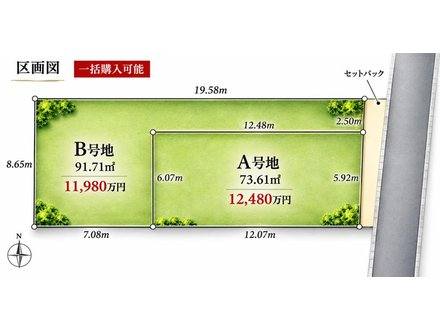 区画図
一括購入可能
セットバック
19.58m
12.48m
2.50m
B号地
91.71㎡
11,980万円
A号地
73.61㎡
12,480万円
8.65m
6.07m
5.92m
7.08m
12.07m
N